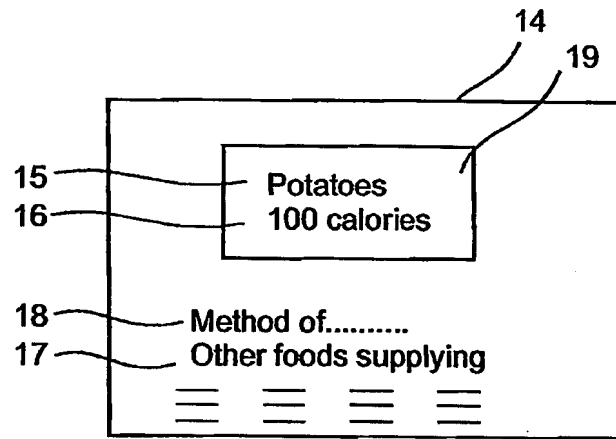 14
19
15 Potatoes
16 100 calories
18 Method of..........
17 Other foods supplying